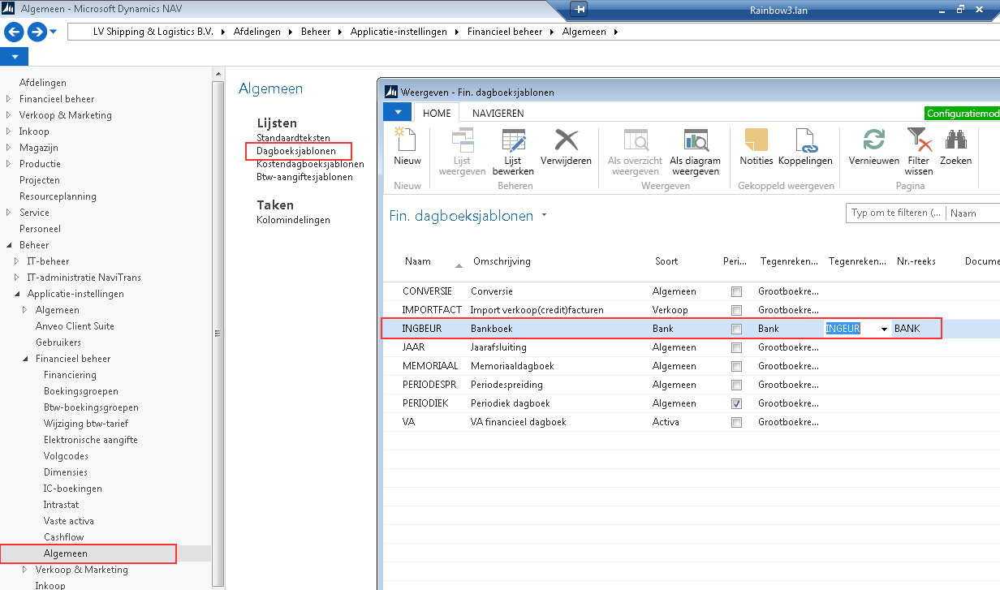 Algemeen - Microsoft Dynamics NAV
Rainbow3.lan
LV Shipping & Logistics B.V. Afdelingen Beheer Applicatie-instellingen Financieel beheer Algemeen
Afdelingen
Financieel beheer
Verkoop & Marketing
Inkoop
Magazijn
Productie
Projecten
Resourceplanning
Service
Personeel
Beheer
IT-beheer
IT-administratie NaviTrans
Applicatie-instellingen
Algemeen
Anveo Client Suite
Gebruikers
Financieel beheer
Financiering
Boekingsgroepen
Btw-boekingsgroepen
Wijziging btw-tarief
Elektronische aangifte
Volgcodes
Dimensies
IC-boekingen
Intrastat
Vaste activa
Cashflow
Algemeen
Verkoop & Marketing
Inkoop
Algemeen
Lijsten
Standaardteksten
Dagboeksjablonen
Kostendagboeksjablonen
Btw-aangiftesjablonen
Taken
Kolomindelingen
Weergeven - Fin. dagboeksjablonen
HOME NAVIGEREN
Configuratiemod
Nieuw
Lijst weergeven
Lijst bewerken
Verwijderen
Als overzicht weergeven
Als diagram weergeven
Notities
Koppelingen
Vernieuwen
Filter wissen
Zoeken
Nieuw Beheren Weergeven Gekoppeld weergeven Pagina
Fin. dagboeksjablonen
Typ om te filteren (... Naam
Naam Omschrijving Soort Peri... Tegenreken... Tegenreken... Nr.-reeks Docume
CONVERSIE Conversie Algemeen Grootboekre...
IMPORTFACT Import verkoop(credit)facturen Verkoop Grootboekre...
INGBEUR Bankboek Bank Bank INGEUR BANK
JAAR Jaarafsluiting Algemeen Grootboekre...
MEMORIAAL Memoriaaldagboek Algemeen Grootboekre...
PERIODESPR Periodespreiding Algemeen Grootboekre...
PERIODIEK Periodiek dagboek Algemeen Grootboekre...
VA VA financieel dagboek Activa Grootboekre...